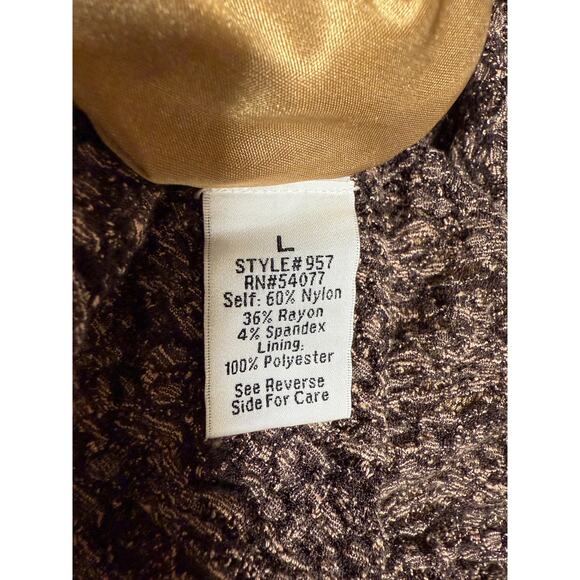 L
STYLE#957
RN#54077
Self: 60% Nylon
36% Rayon
4% Spandex
Lining:
100% Polyester
See Reverse
Side For Care